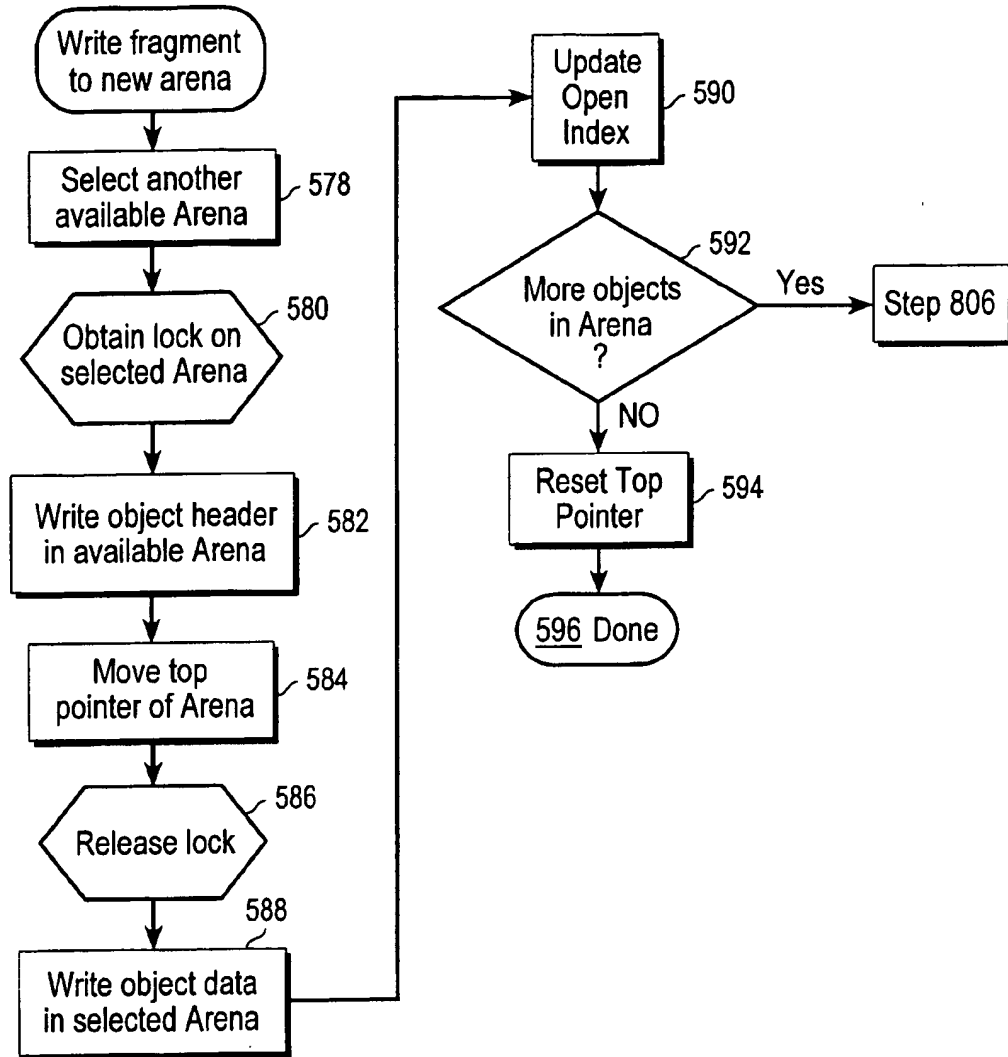 Write fragment
to new arena
Select another
available Arena
578
Obtain lock on
selected Arena
580
Write object header
in available Arena
582
Move top
pointer of Arena
584
Release lock
586
Write object data
in selected Arena
588
Update
Open
Index
590
More objects
in Arena
?
592
Yes
Step 806
NO
Reset Top
Pointer
594
596 Done